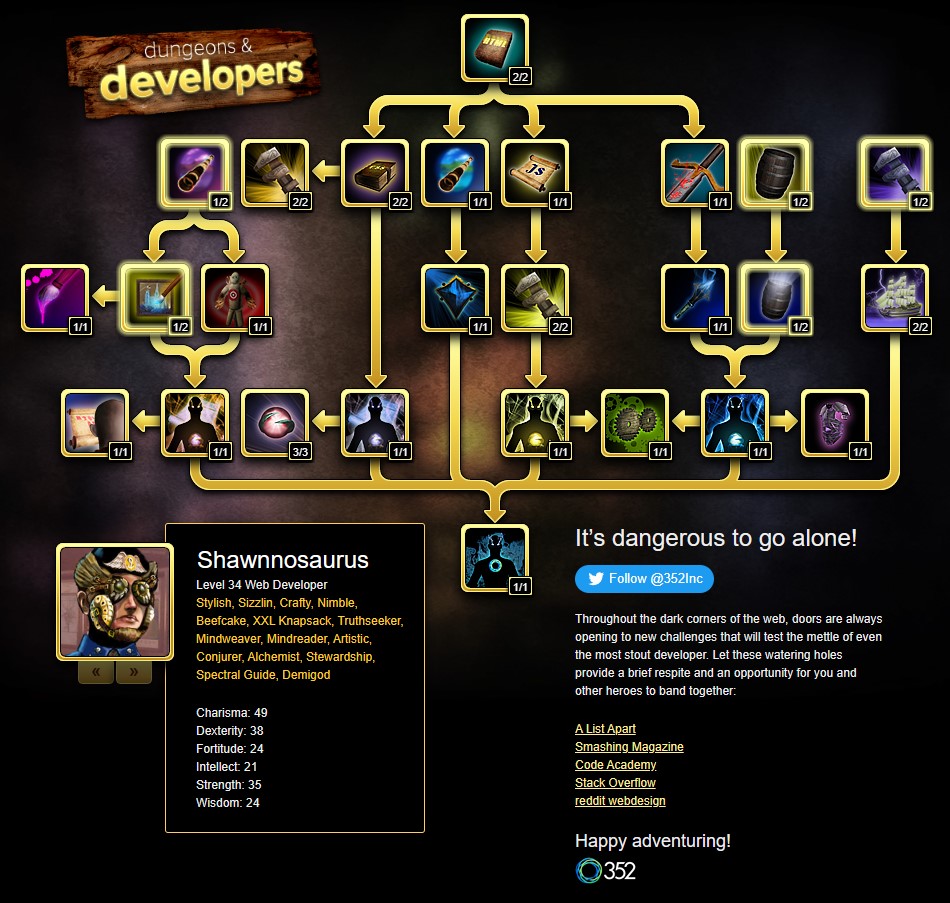 dungeons &
developers
HTML
2/2
1/2
2/2
2/2
1/1
JS
1/1
1/1
1/2
1/2
1/1
1/2
1/1
1/1
2/2
1/1
1/2
2/2
1/1
1/1
3/3
1/1
1/1
1/1
1/1
1/1
1/1
Shawnnosaurus
Level 34 Web Developer
Stylish, Sizzlin, Crafty, Nimble,
Beefcake, XXL Knapsack, Truthseeker,
Mindweaver, Mindreader, Artistic,
Conjurer, Alchemist, Stewardship,
Spectral Guide, Demigod
Charisma: 49
Dexterity: 38
Fortitude: 24
Intellect: 21
Strength: 35
Wisdom: 24
« »
It's dangerous to go alone!
Follow @352Inc
Throughout the dark corners of the web, doors are always
opening to new challenges that will test the mettle of even
the most stout developer. Let these watering holes
provide a brief respite and an opportunity for you and
other heroes to band together:
A List Apart
Smashing Magazine
Code Academy
Stack Overflow
reddit webdesign
Happy adventuring!
352